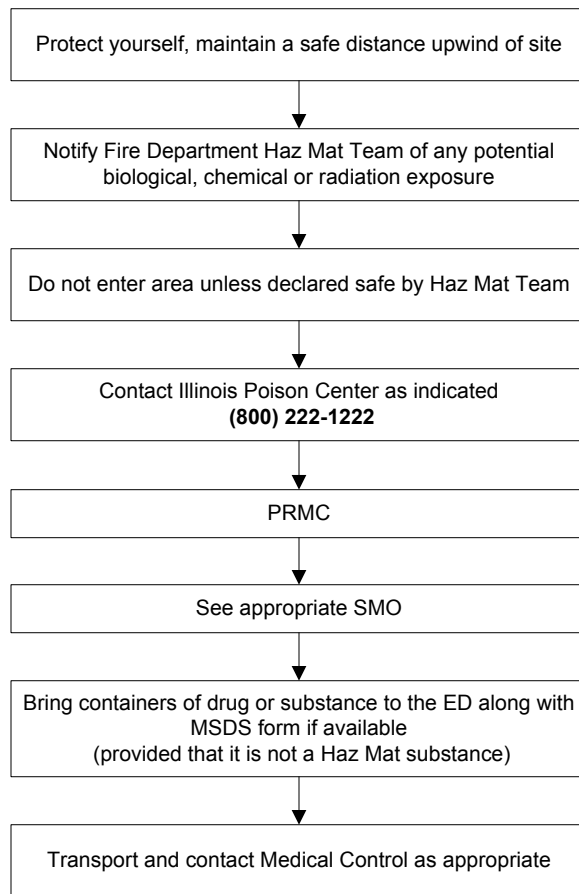 Protect yourself, maintain a safe distance upwind of site
Notify Fire Department Haz Mat Team of any potential
biological, chemical or radiation exposure
Do not enter area unless declared safe by Haz Mat Team
Contact Illinois Poison Center as indicated
(800) 222-1222
PRMC
See appropriate SMO
Bring containers of drug or substance to the ED along with
MSDS form if available
(provided that it is not a Haz Mat substance)
Transport and contact Medical Control as appropriate